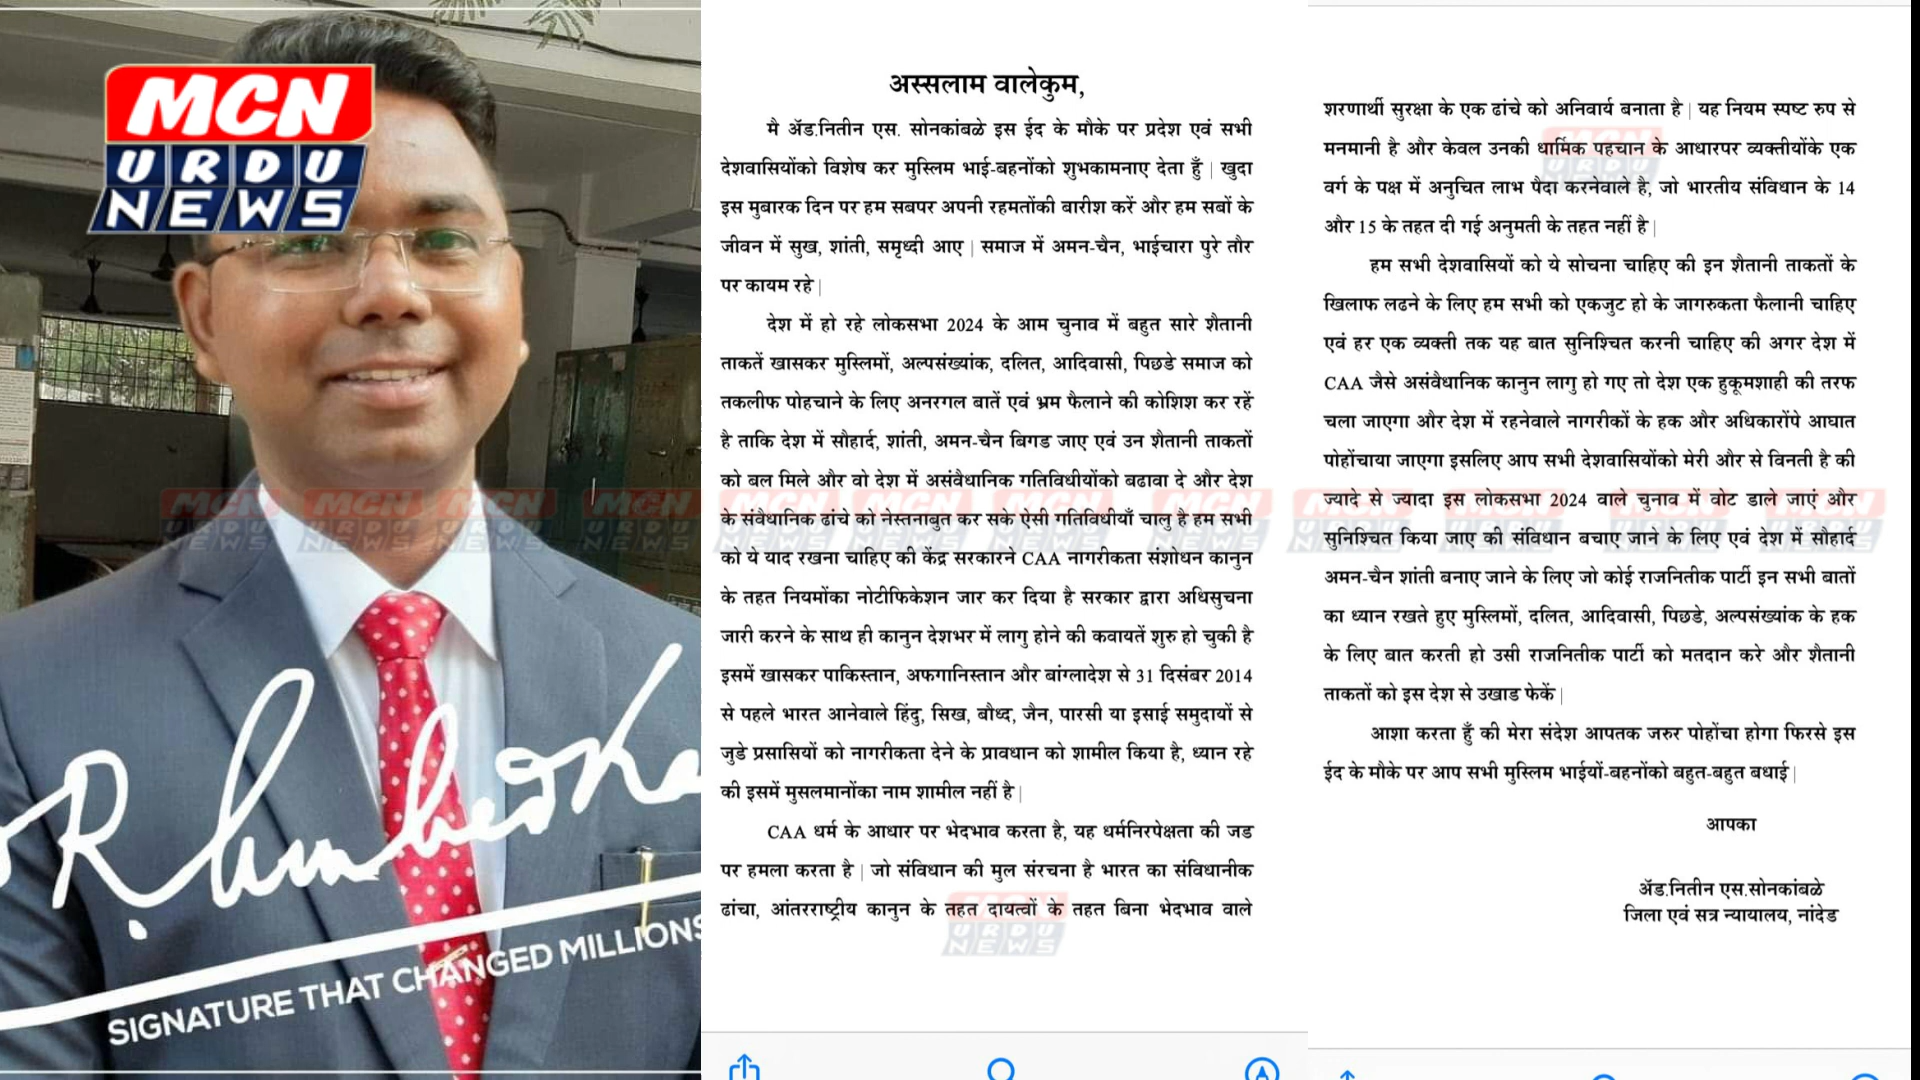 MCN
URDU
NEWS
SIGNATURE THAT CHANGED MILLIONS
अस्सलाम वालेकुम,
मै ॲड.नितीन एस. सोनकांबळे इस ईद के मौके पर प्रदेश एवं सभी
देशवासियोंको विशेष कर मुस्लिम भाई-बहनोंको शुभकामनाए देता हूँ | खुदा
इस मुबारक दिन पर हम सबपर अपनी रहमतोंकी बारीश करें और हम सबों के
जीवन में सुख, शांती, समृध्दी आए | समाज में अमन-चैन, भाईचारा पुरे तौर
पर कायम रहे |
देश में हो रहे लोकसभा 2024 के आम चुनाव में बहुत सारे शैतानी
ताकतें खासकर मुस्लिमों, अल्पसंख्यांक, दलित, आदिवासी, पिछडे समाज को
तकलीफ पोहचाने के लिए अनरगल बातें एवं भ्रम फैलाने की कोशिश कर रहें
है ताकि देश में सौहार्द, शांती, अमन-चैन बिगड जाए एवं उन शैतानी ताकतों
को बल मिले और वो देश में असंवैधानिक गतिविधीयोंको बढावा दे और देश
के संवैधानिक ढांचे को नेस्तनाबुत कर सके ऐसी गतिविधीयाँ चालु है हम सभी
को ये याद रखना चाहिए की केंद्र सरकारने CAA नागरीकता संशोधन कानुन
के तहत नियमोंका नोटीफिकेशन जार कर दिया है सरकार द्वारा अधिसुचना
जारी करने के साथ ही कानुन देशभर में लागु होने की कवायतें शुरु हो चुकी है
इसमें खासकर पाकिस्तान, अफगानिस्तान और बांग्लादेश से 31 दिसंबर 2014
से पहले भारत आनेवाले हिंदु, सिख, बौध्द, जैन, पारसी या इसाई समुदायों से
जुडे प्रसासियों को नागरीकता देने के प्रावधान को शामील किया है, ध्यान रहे
की इसमें मुसलमानोंका नाम शामील नहीं है |
CAA धर्म के आधार पर भेदभाव करता है, यह धर्मनिरपेक्षता की जड
पर हमला करता है | जो संविधान की मुल संरचना है भारत का संविधानीक
ढांचा, आंतरराष्ट्रीय कानुन के तहत दायत्वों के तहत बिना भेदभाव वाले
शरणार्थी सुरक्षा के एक ढांचे को अनिवार्य बनाता है | यह नियम स्पष्ट रुप से
मनमानी है और केवल उनकी धार्मिक पहचान के आधारपर व्यक्तीयोंके एक
वर्ग के पक्ष में अनुचित लाभ पैदा करनेवाले है, जो भारतीय संविधान के 14
और 15 के तहत दी गई अनुमती के तहत नहीं है |
हम सभी देशवासियों को ये सोचना चाहिए की इन शैतानी ताकतों के
खिलाफ लढने के लिए हम सभी को एकजुट हो के जागरुकता फैलानी चाहिए
एवं हर एक व्यक्ती तक यह बात सुनिश्चित करनी चाहिए की अगर देश में
CAA जैसे असंवैधानिक कानुन लागु हो गए तो देश एक हुकूमशाही की तरफ
चला जाएगा और देश में रहनेवाले नागरीकों के हक और अधिकारोंपे आघात
पोहोंचाया जाएगा इसलिए आप सभी देशवासियोंको मेरी और से विनती है की
ज्यादे से ज्यादा इस लोकसभा 2024 वाले चुनाव में वोट डाले जाएं और
सुनिश्चित किया जाए की संविधान बचाए जाने के लिए एवं देश में सौहार्द
अमन-चैन शांती बनाए जाने के लिए जो कोई राजनितीक पार्टी इन सभी बातों
का ध्यान रखते हुए मुस्लिमों, दलित, आदिवासी, पिछडे, अल्पसंख्यांक के हक
के लिए बात करती हो उसी राजनितीक पार्टी को मतदान करे और शैतानी
ताकतों को इस देश से उखाड फेकें |
आशा करता हुँ की मेरा संदेश आपतक जरुर पोहोंचा होगा फिरसे इस
ईद के मौके पर आप सभी मुस्लिम भाईयों-बहनोंको बहुत-बहुत बधाई |
आपका
ॲड.नितीन एस.सोनकांबळे
जिला एवं सत्र न्यायालय, नांदेड